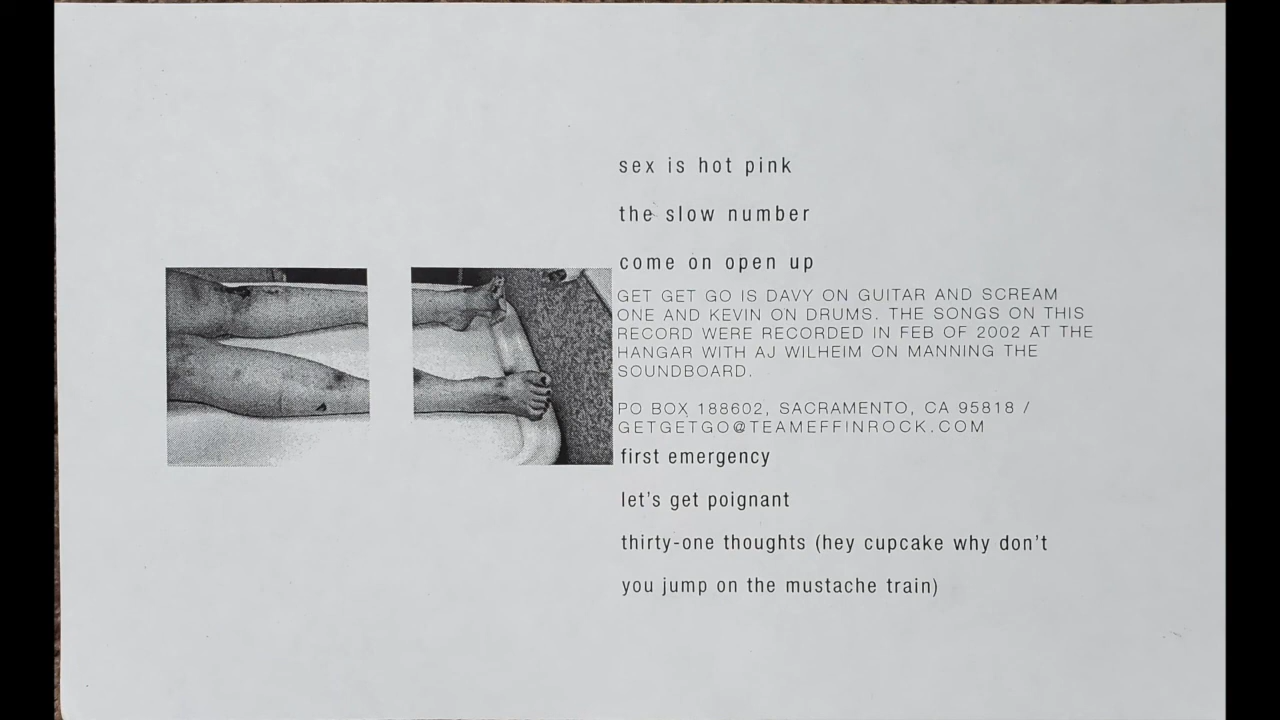 sex is hot pink
the slow number
come on open up
GET GET GO IS DAVY ON GUITAR AND SCREAM
ONE AND KEVIN ON DRUMS. THE SONGS ON THIS
RECORD WERE RECORDED IN FEB OF 2002 AT THE
HANGAR WITH AJ WILHEIM ON MANNING THE
SOUNDBOARD.
PO BOX 188602, SACRAMENTO, CA 95818 /
GETGETGO@TEAMEFFINROCK.COM
first emergency
let's get poignant
thirty-one thoughts (hey cupcake why don't
you jump on the mustache train)